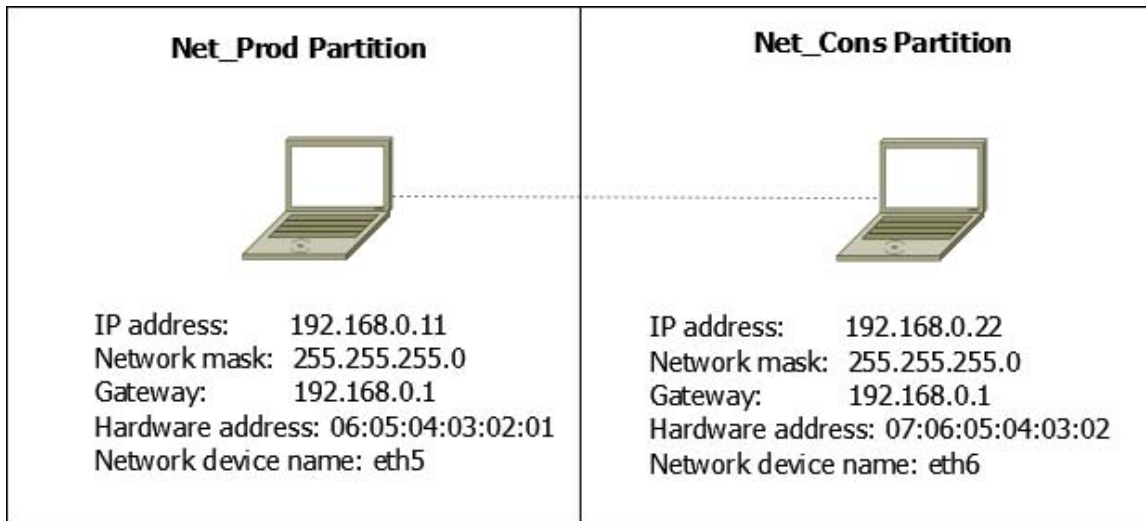 Net_Prod Partition
IP address: 192.168.0.11
Network mask: 255.255.255.0
Gateway: 192.168.0.1
Hardware address: 06:05:04:03:02:01
Network device name: eth5
Net_Cons Partition
IP address: 192.168.0.22
Network mask: 255.255.255.0
Gateway: 192.168.0.1
Hardware address: 07:06:05:04:03:02
Network device name: eth6